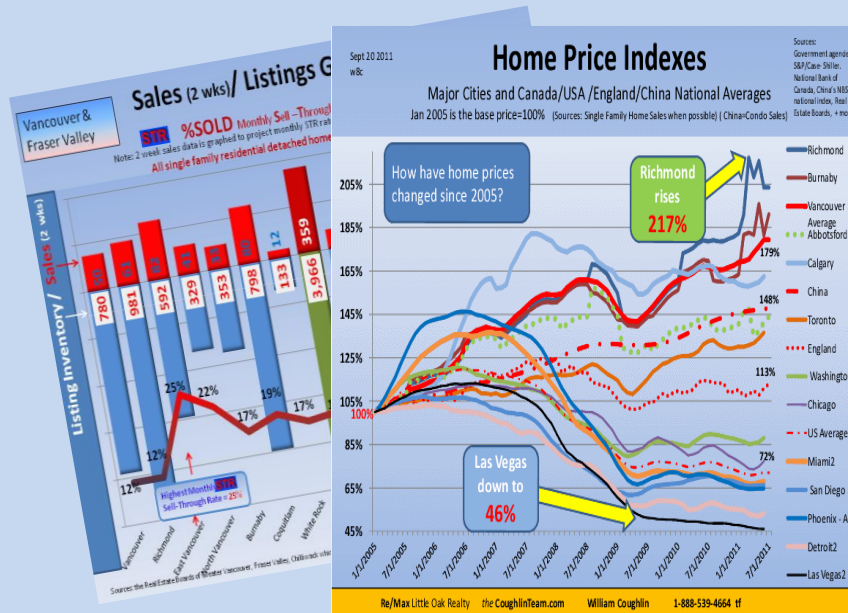 Sales (2 wks)/ Listings G
Vancouver &
Fraser Valley
STR %SOLD Monthly Sell –Through
Note: 2 week sales data is graphed to project monthly STR rat
All single family residential detached home
Listing Inventory / Sales (2 wks)
12
359
780
981
592
329
353
798
133
3,966
12%
12%
25%
22%
17%
19%
17%
Highest Monthly STR
Sell-Through Rate = 25%
Vancouver
Richmond
East Vancouver
North Vancouver
Burnaby
Coquitlam
White Rock
Sources: the Real Estate Boards of Greater Vancouver, Fraser Valley, Chilliwack
Sept 20 2011
w8c
Home Price Indexes
Major Cities and Canada/USA /England/China National Averages
Jan 2005 is the base price=100% (Sources: Single Family Home Sales when possible) ( China=Condo Sales)
Sources:
Government agencie
S&P/Case- Shiller,
National Bank of
Canada, China's NBS
national index, Real
Estate Boards, + mo
How have home prices
changed since 2005?
Richmond
rises
217%
Las Vegas
down to
46%
205%
185%
165%
145%
125%
100%
105%
85%
65%
45%
179%
148%
113%
72%
1/1/2005
7/1/2005
1/1/2006
7/1/2006
1/1/2007
7/1/2007
1/1/2008
7/1/2008
1/1/2009
7/1/2009
1/1/2010
7/1/2010
1/1/2011
7/1/2011
Richmond
Burnaby
Vancouver
Average
Abbotsford
Calgary
China
Toronto
England
Washingto
Chicago
US Average
Miami2
San Diego
Phoenix - A
Detroit2
Las Vegas2
Re/Max Little Oak Realty the CoughlinTeam.com William Coughlin 1-888-539-4664 tf